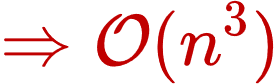 ⇒ 𝒪(n³)